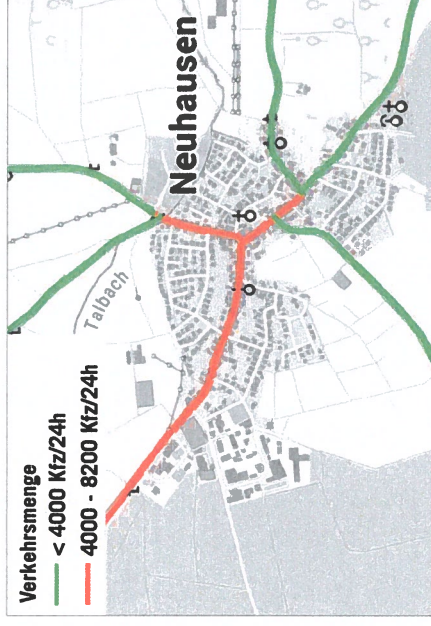 Verkehrsmenge
< 4000 Kfz/24h
4000 - 8200 Kfz/24h
Talbach
Neuhausen